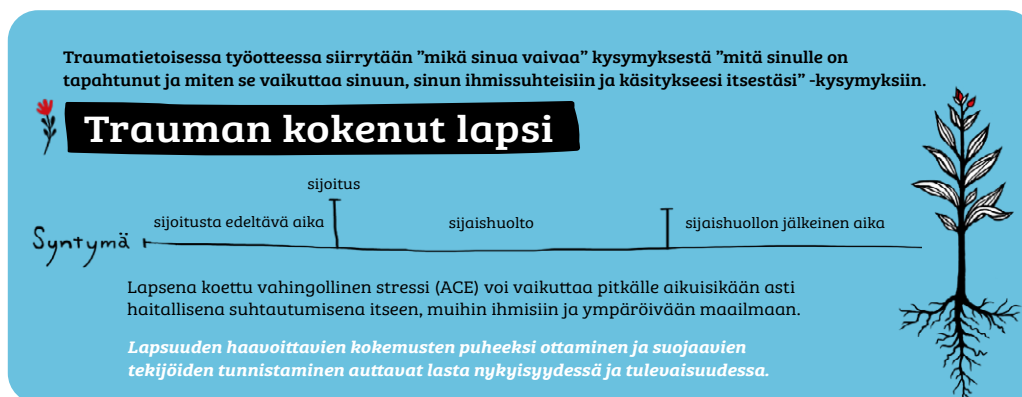 Traumatietoisessa työotteessa siirrytään ”mikä sinua vaivaa” kysymyksestä ”mitä sinulle on
tapahtunut ja miten se vaikuttaa sinuun, sinun ihmissuhteisiin ja käsitykseesi itsestäsi” -kysymyksiin.
Trauman kokenut lapsi
sijoitus
sijoitusta edeltävä aika
sijaishuolto
sijaishuollon jälkeinen aika
Syntymä
Lapsena koettu vahingollinen stressi (ACE) voi vaikuttaa pitkälle aikuisikään asti
haitallisena suhtautumisena itseen, muihin ihmisiin ja ympäröivään maailmaan.
Lapsuuden haavoittavien kokemusten puheeksi ottaminen ja suojaavien
tekijöiden tunnistaminen auttavat lasta nykyisyydessä ja tulevaisuudessa.